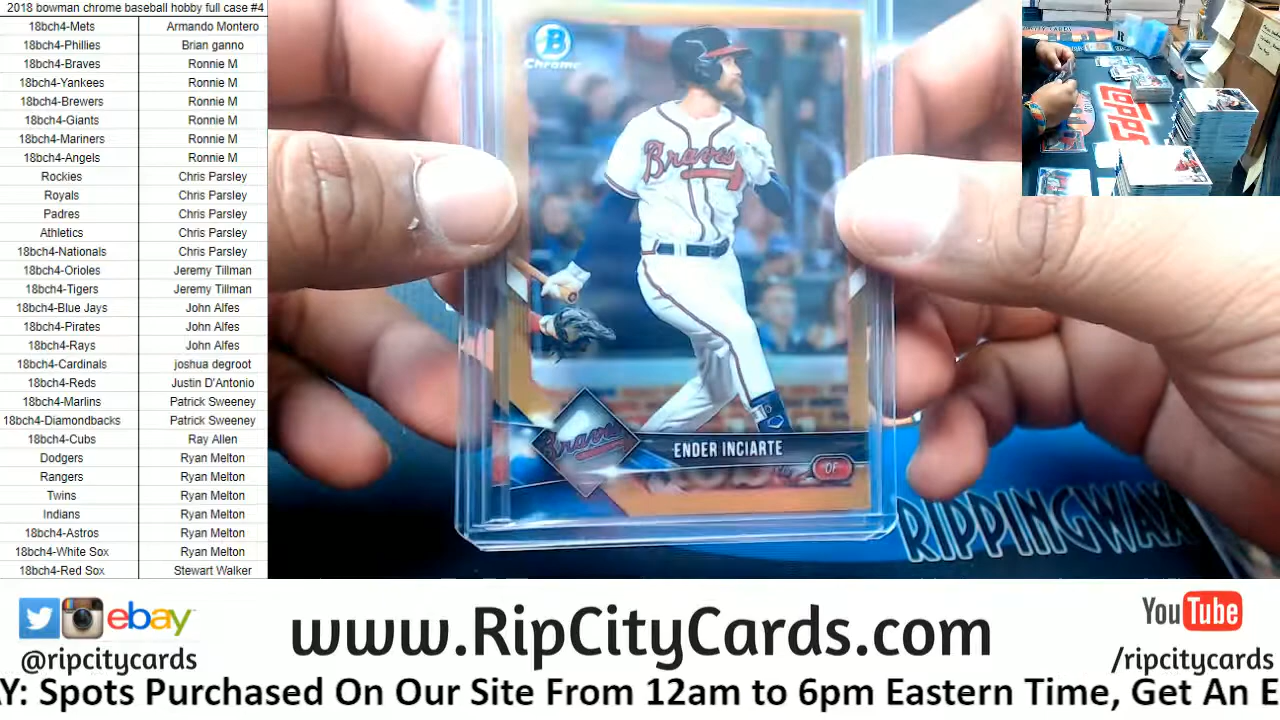 2018 bowman chrome baseball hobby full case #4
18bch4-Mets Armando Montero
18bch4-Phillies Brian ganno
18bch4-Braves Ronnie M
18bch4-Yankees Ronnie M
18bch4-Brewers Ronnie M
18bch4-Giants Ronnie M
18bch4-Mariners Ronnie M
18bch4-Angels Ronnie M
Rockies Chris Parsley
Royals Chris Parsley
Padres Chris Parsley
Athletics Chris Parsley
18bch4-Nationals Chris Parsley
18bch4-Orioles Jeremy Tillman
18bch4-Tigers Jeremy Tillman
18bch4-Blue Jays John Alfes
18bch4-Pirates John Alfes
18bch4-Rays John Alfes
18bch4-Cardinals joshua degroot
18bch4-Reds Justin D'Antonio
18bch4-Marlins Patrick Sweeney
18bch4-Diamondbacks Patrick Sweeney
18bch4-Cubs Ray Allen
Dodgers Ryan Melton
Rangers Ryan Melton
Twins Ryan Melton
Indians Ryan Melton
18bch4-Astros Ryan Melton
18bch4-White Sox Ryan Melton
18bch4-Red Sox Stewart Walker
B
Chrome
Braves
Braves
ENDER INCIARTE
OF
RIPPINGWAX
topps
ebay
@ripcitycards
www.RipCityCards.com
YouTube
/ripcitycards
AY: Spots Purchased On Our Site From 12am to 6pm Eastern Time, Get An E